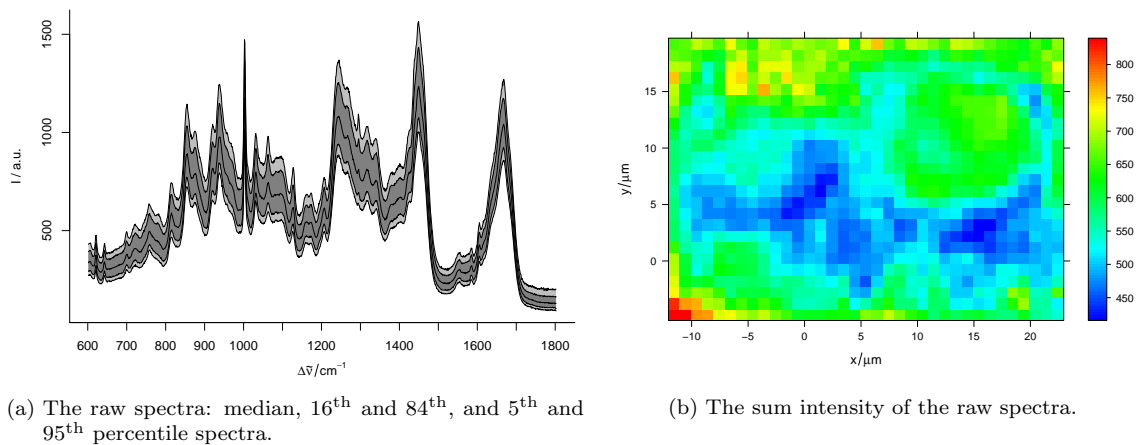 1500
1000
500
I / a.u.
600 700 800 900 1000 1200 1400 1600 1800
Δν̃ /cm⁻¹
(a) The raw spectra: median, 16th and 84th, and 5th and
95th percentile spectra.
15
10
5
0
y/μm
−10 −5 0 5 10 15 20
x/μm
800
750
700
650
600
550
500
450
(b) The sum intensity of the raw spectra.